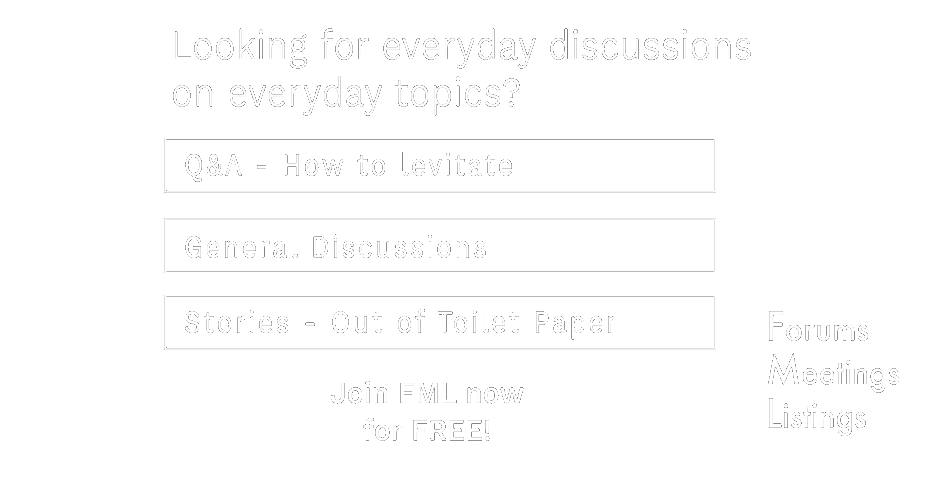 Looking for everyday discussions
on everyday topics?
Q&A - How to levitate
General Discussions
Stories - Out of Toilet Paper
Forums
Meetings
Listings
Join FML now
for FREE!